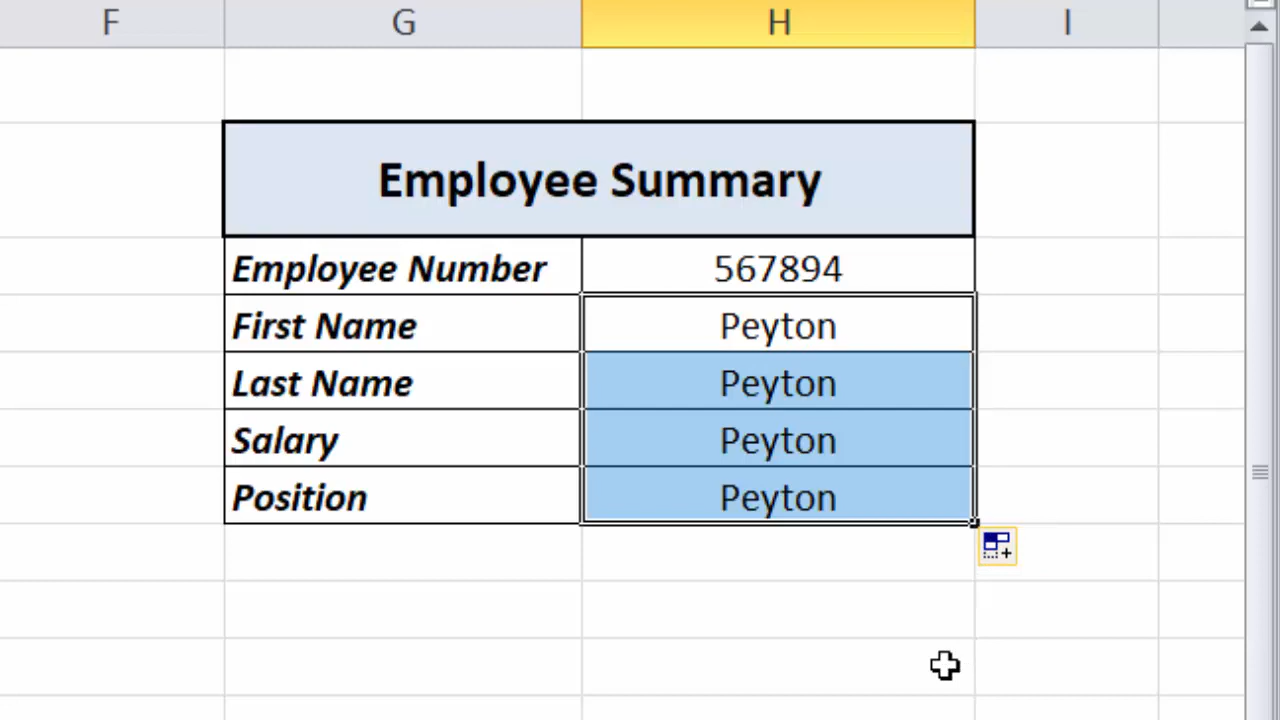 F G H I
Employee Summary
Employee Number 567894
First Name Peyton
Last Name Peyton
Salary Peyton
Position Peyton